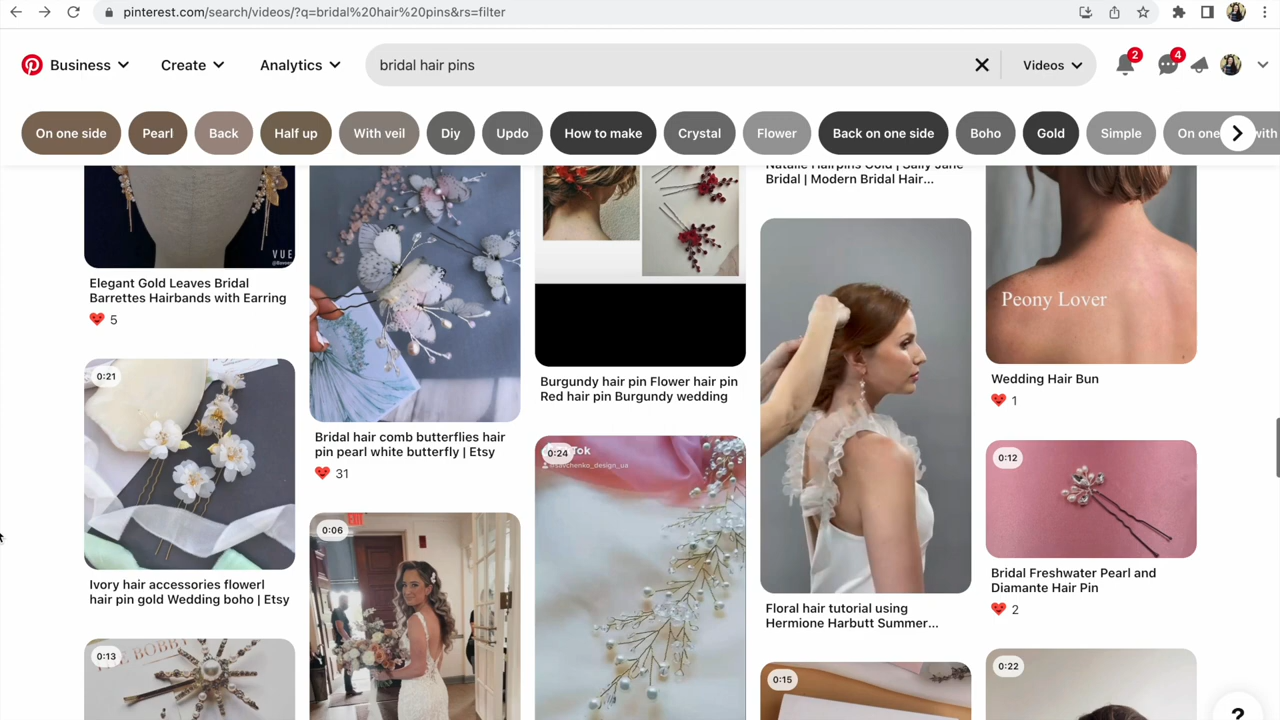 pinterest.com/search/videos/?q=bridal%20hair%20pins&rs=filter
Business
Create
Analytics
bridal hair pins
Videos
2
4
On one side
Pearl
Back
Half up
With veil
Diy
Updo
How to make
Crystal
Flower
Back on one side
Boho
Gold
Simple
VUE
Elegant Gold Leaves Bridal
Barrettes Hairbands with Earring
5
0:21
Ivory hair accessories flowerl
hair pin gold Wedding boho | Etsy
0:13
Bridal hair comb butterflies hair
pin pearl white butterfly | Etsy
31
0:06
EXIT
Burgundy hair pin Flower hair pin
Red hair pin Burgundy wedding
0:24
@savchenko_design_ua
Natalie Hairpins Gold | Sally Jane
Bridal | Modern Bridal Hair...
Floral hair tutorial using
Hermione Harbutt Summer...
0:15
Peony Lover
Wedding Hair Bun
1
0:12
Bridal Freshwater Pearl and
Diamante Hair Pin
2
0:22
?